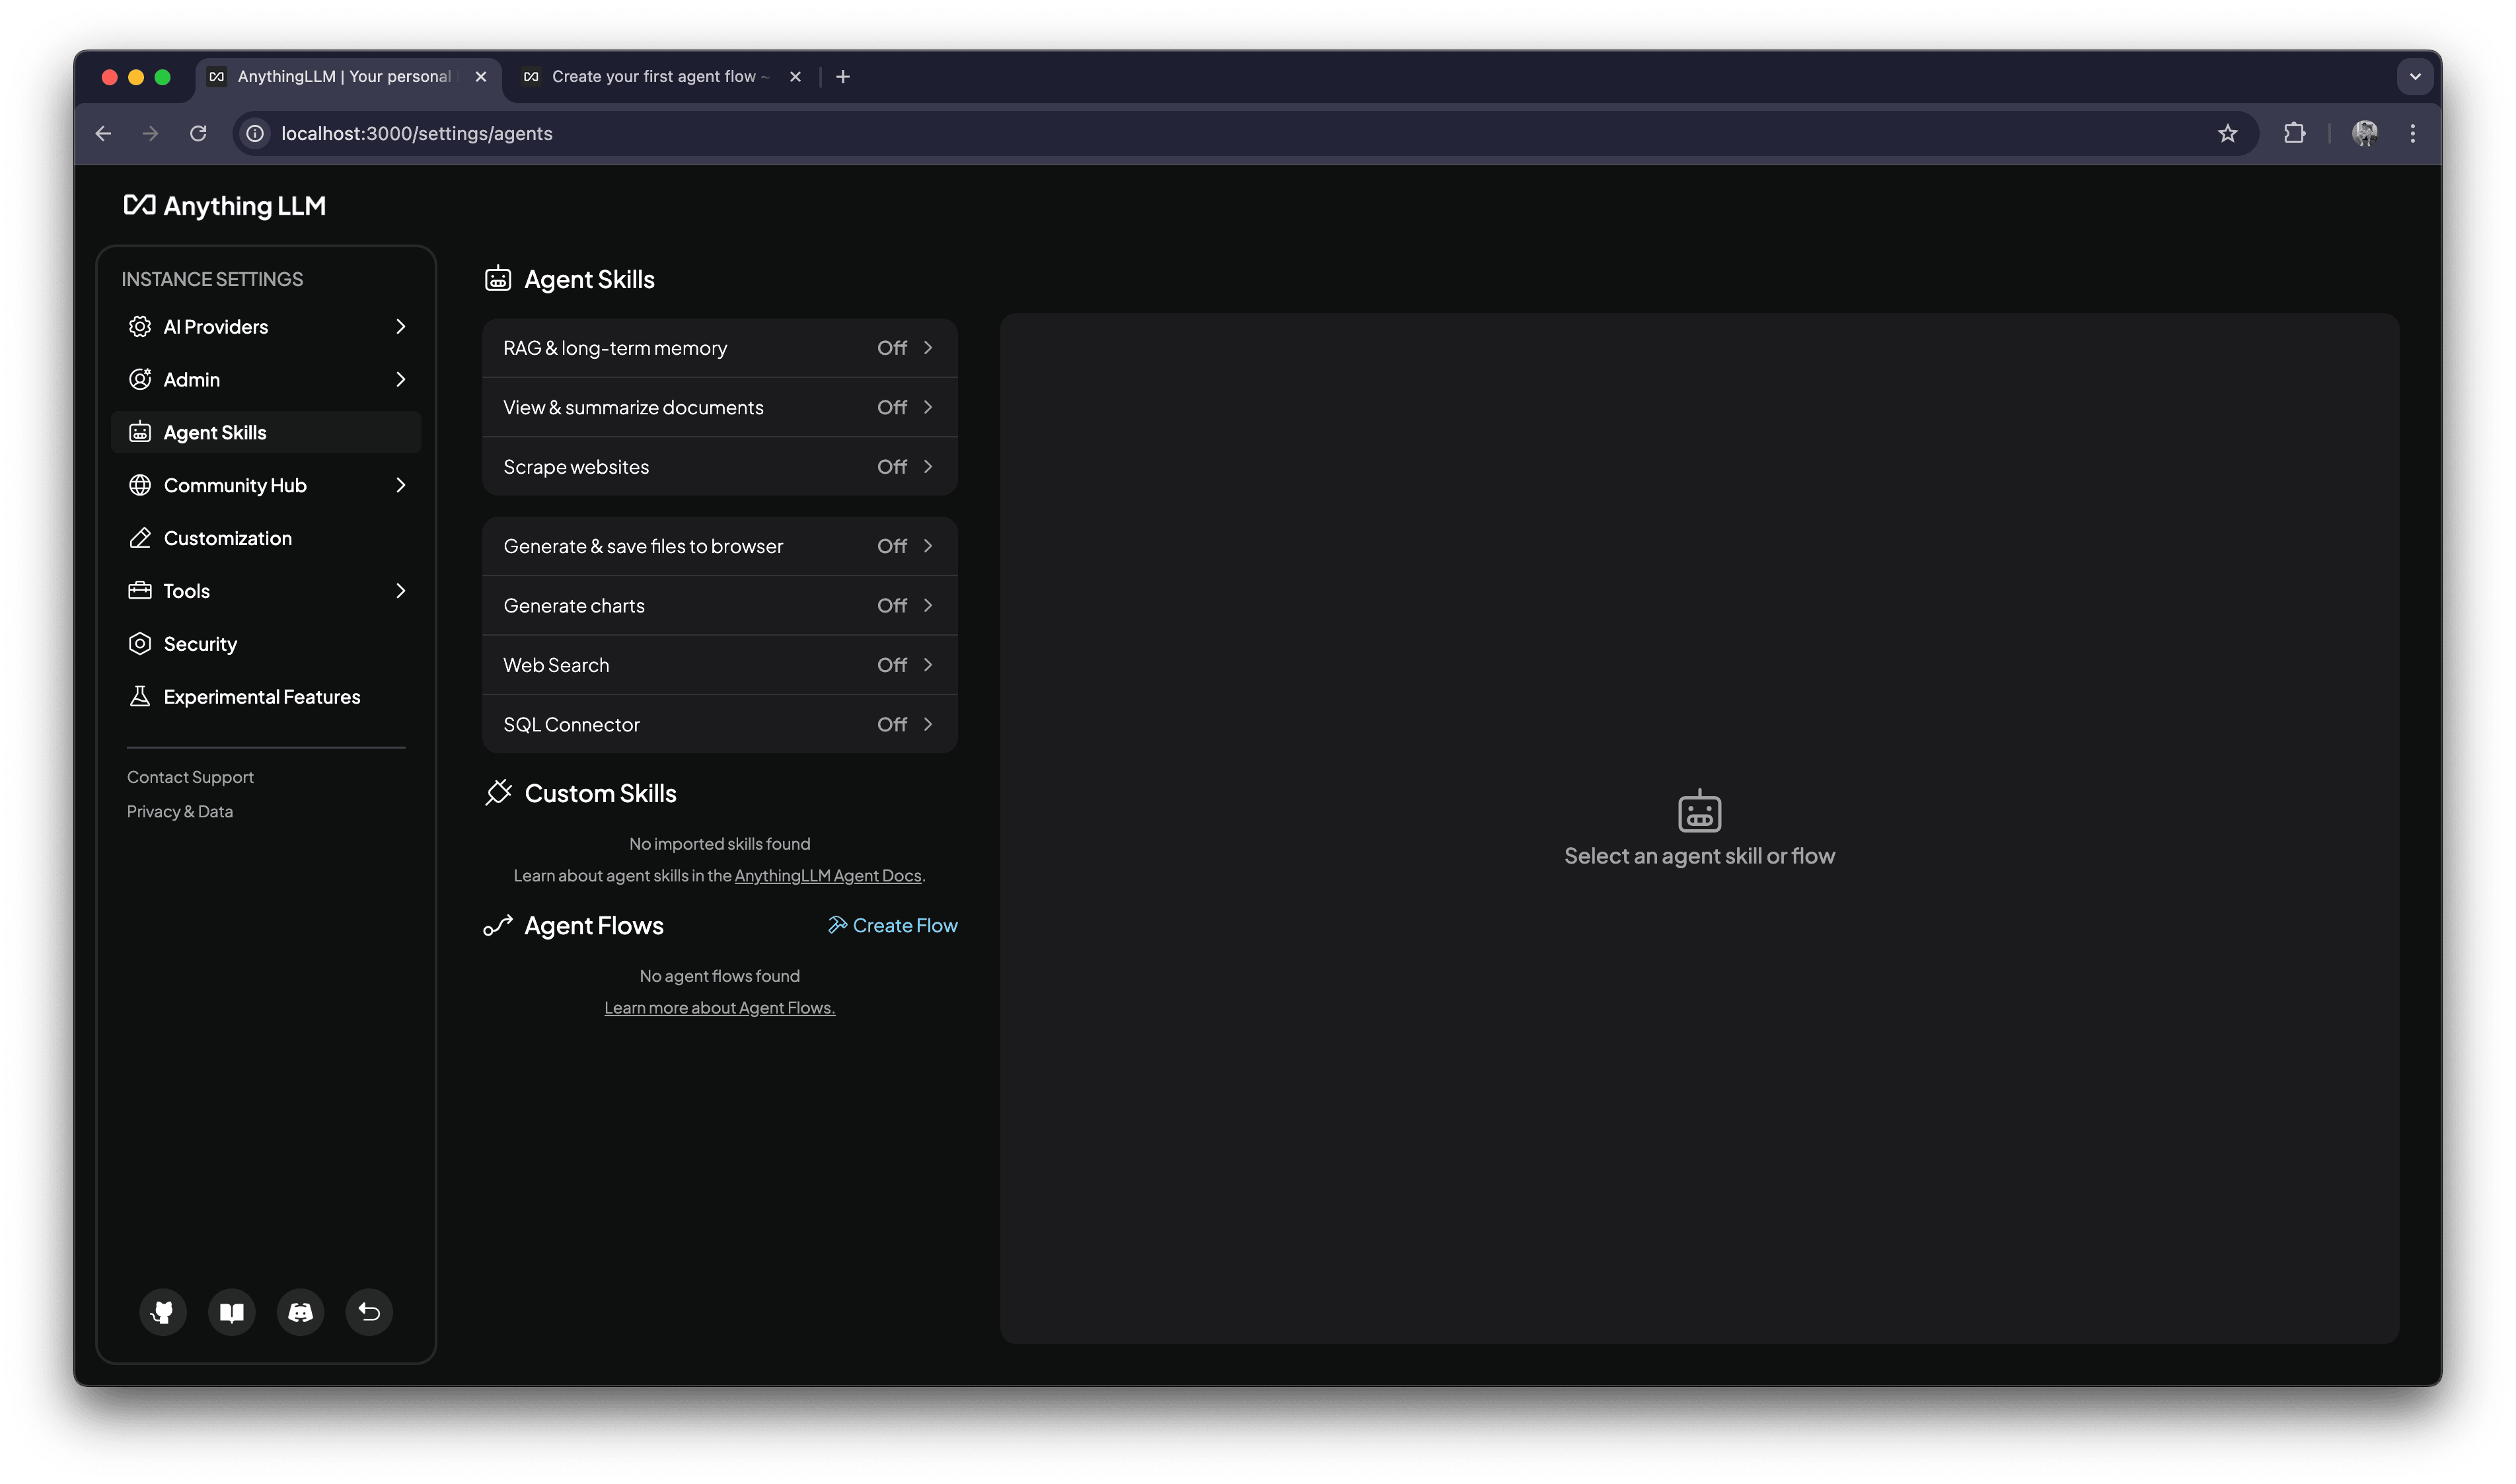 AnythingLLM | Your personal
Create your first agent flow ~
localhost:3000/settings/agents
Anything LLM
INSTANCE SETTINGS
AI Providers
Admin
Agent Skills
Community Hub
Customization
Tools
Security
Experimental Features
Contact Support
Privacy & Data
Agent Skills
RAG & long-term memory Off
View & summarize documents Off
Scrape websites Off
Generate & save files to browser Off
Generate charts Off
Web Search Off
SQL Connector Off
Custom Skills
No imported skills found
Learn about agent skills in the AnythingLLM Agent Docs.
Agent Flows Create Flow
No agent flows found
Learn more about Agent Flows.
Select an agent skill or flow